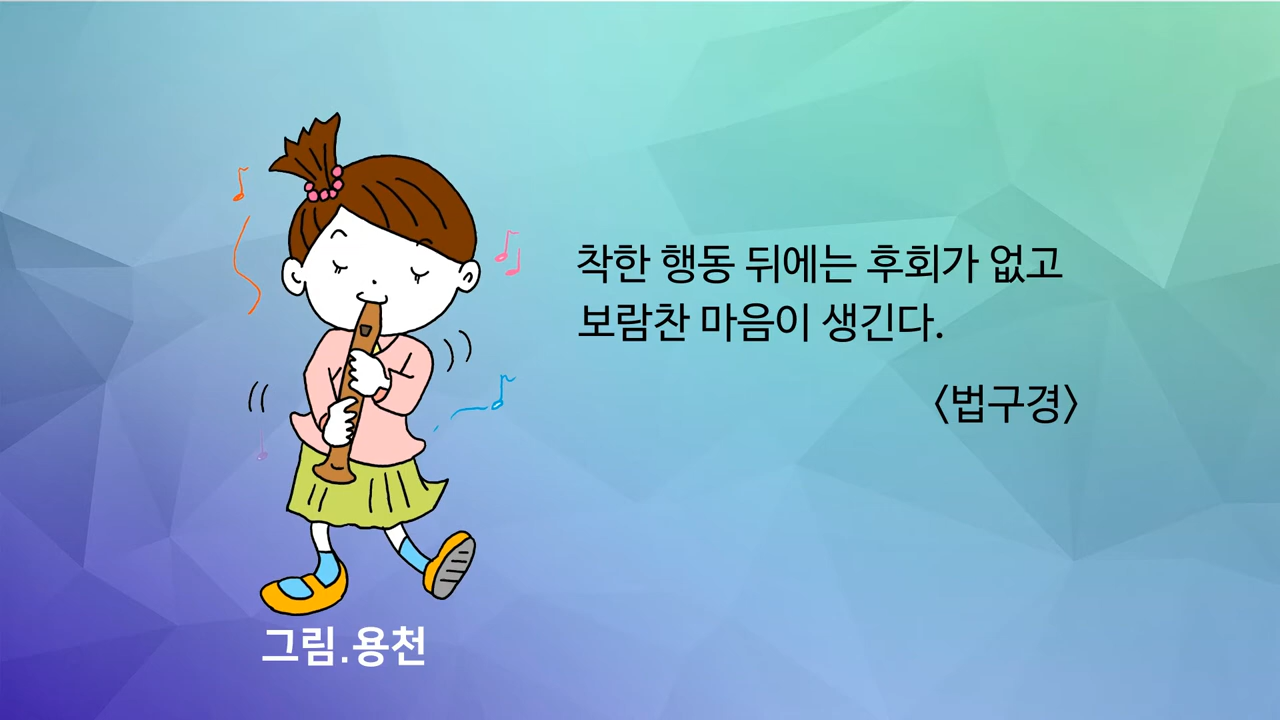 착한 행동 뒤에는 후회가 없고
보람찬 마음이 생긴다.
〈법구경〉
그림.용천